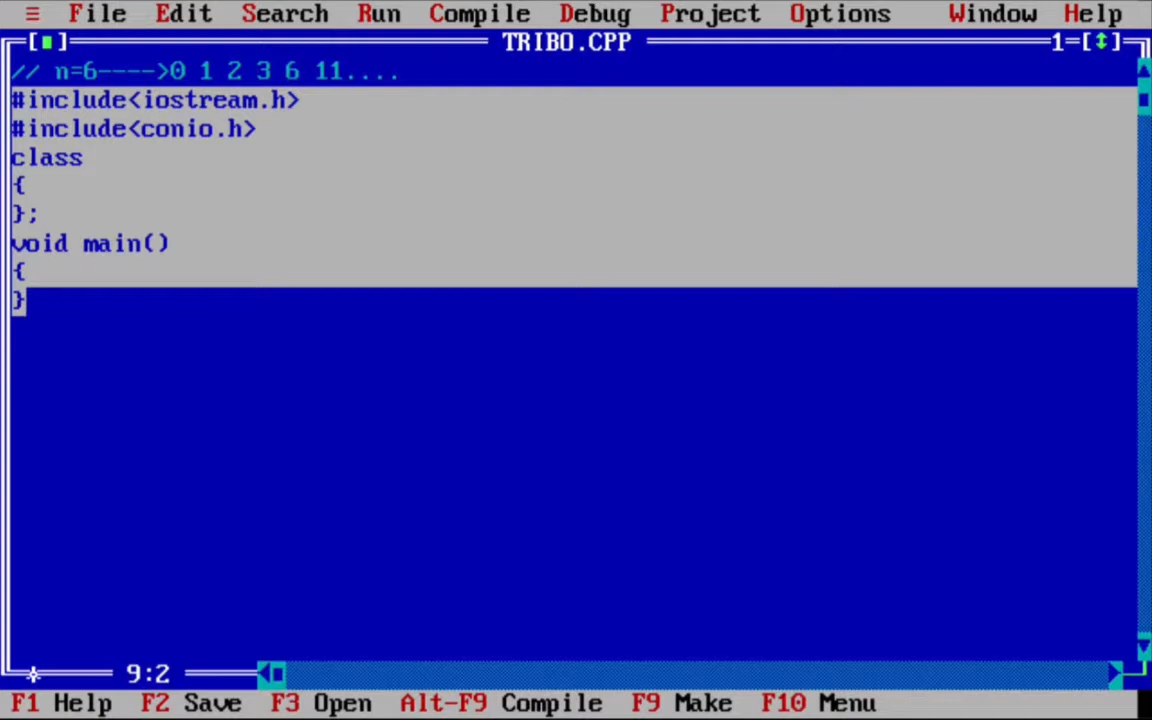 ≡ File Edit Search Run Compile Debug Project Options Window Help
[■] TRIBO.CPP 1=[↕]
// n=6---->0 1 2 3 6 11....
#include<iostream.h>
#include<conio.h>
class
{
};
void main()
{
}
9:2
F1 Help F2 Save F3 Open Alt-F9 Compile F9 Make F10 Menu